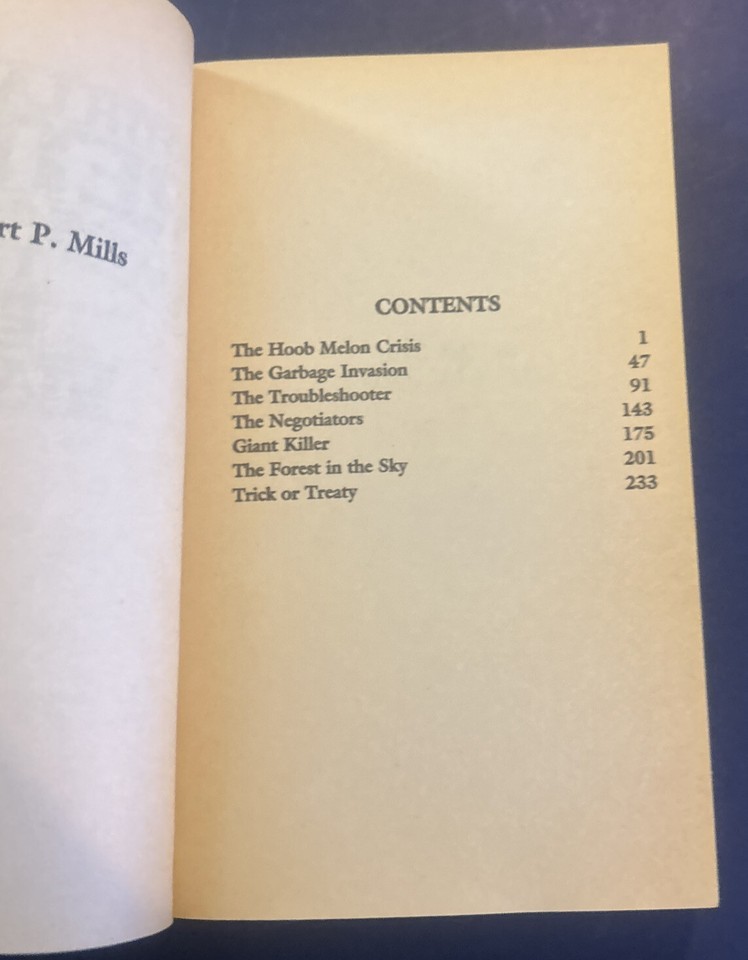 rt P. Mills
CONTENTS
The Hoob Melon Crisis 1
The Garbage Invasion 47
The Troubleshooter 91
The Negotiators 143
Giant Killer 175
The Forest in the Sky 201
Trick or Treaty 233